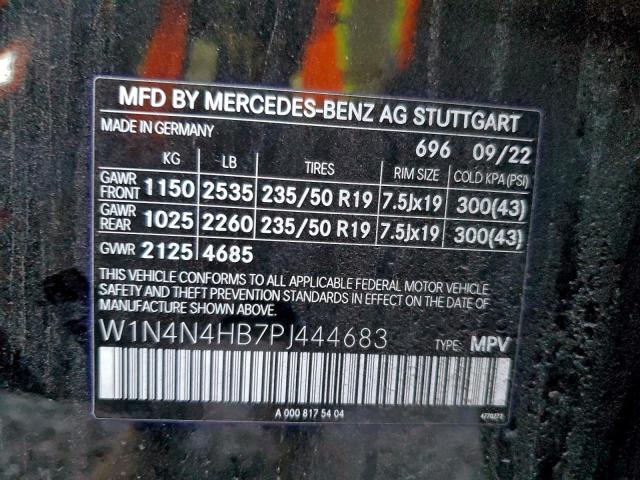 MFD BY MERCEDES-BENZ AG STUTTGART
MADE IN GERMANY 696 09/22
KG LB TIRES RIM SIZE COLD KPA(PSI)
GAWR FRONT 1150 2535 235/50 R19 7.5Jx19 300(43)
GAWR REAR 1025 2260 235/50 R19 7.5Jx19 300(43)
GVWR 2125 4685
THIS VEHICLE CONFORMS TO ALL APPLICABLE FEDERAL MOTOR VEHICLE
SAFETY AND THEFT PREVENTION STANDARDS IN EFFECT ON THE DATE OF
MANUFACTURE SHOWN ABOVE.
W1N4N4HB7PJ444683 TYPE: MPV
A 000 817 54 04